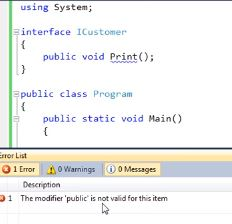 using System;
interface ICustomer
{
public void Print();
}
public class Program
{
public static void Main()
{
Error List
1 Error
0 Warnings
0 Messages
Description
1 The modifier 'public' is not valid for this item